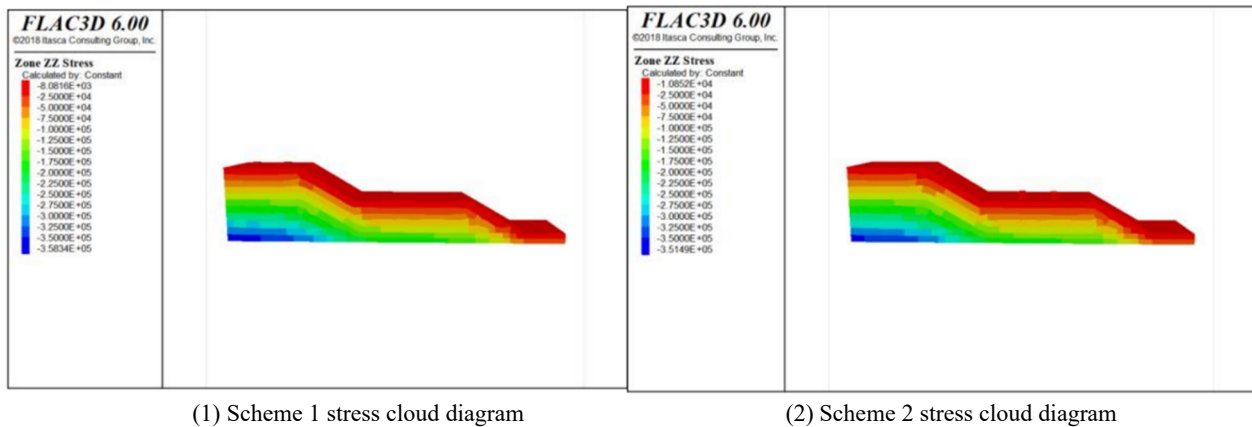 FLAC3D 6.00
©2018 Itasca Consulting Group, Inc.
Zone ZZ Stress
Calculated by: Constant
-8.0816E+03
-2.5000E+04
-5.0000E+04
-7.5000E+04
-1.0000E+05
-1.2500E+05
-1.5000E+05
-1.7500E+05
-2.0000E+05
-2.2500E+05
-2.5000E+05
-2.7500E+05
-3.0000E+05
-3.2500E+05
-3.5000E+05
-3.5834E+05
FLAC3D 6.00
©2018 Itasca Consulting Group, Inc.
Zone ZZ Stress
Calculated by: Constant
-1.0852E+04
-2.5000E+04
-5.0000E+04
-7.5000E+04
-1.0000E+05
-1.2500E+05
-1.5000E+05
-1.7500E+05
-2.0000E+05
-2.2500E+05
-2.5000E+05
-2.7500E+05
-3.0000E+05
-3.2500E+05
-3.5000E+05
-3.5149E+05
(1) Scheme 1 stress cloud diagram
(2) Scheme 2 stress cloud diagram